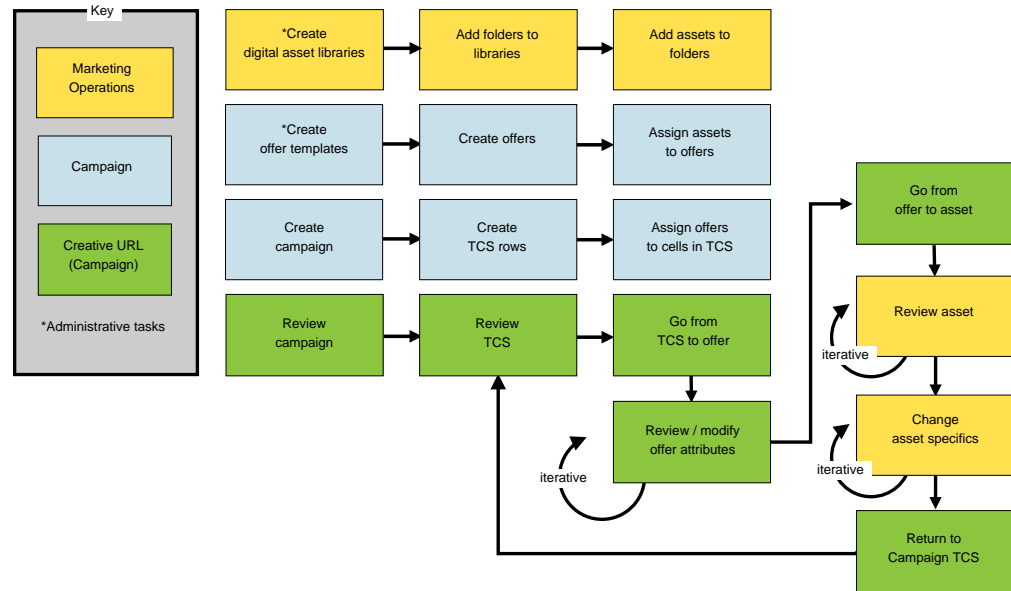 Key
Marketing
Operations
Campaign
Creative URL
(Campaign)
*Administrative tasks
*Create
digital asset libraries
Add folders to
libraries
Add assets to
folders
*Create
offer templates
Create offers
Assign assets
to offers
Create
campaign
Create
TCS rows
Assign offers
to cells in TCS
Review
campaign
Review
TCS
Go from
TCS to offer
Review / modify
offer attributes
iterative
Go from
offer to asset
Review asset
iterative
Change
asset specifics
iterative
Return to
Campaign TCS